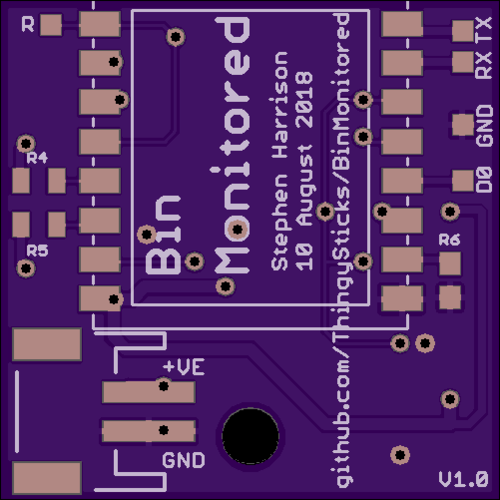 R
TX
RX
GND
D0
R4
R5
R6
Bin
Monitored
Stephen Harrison
10 August 2018
github.com/ThingySticks/BinMonitored
+VE
GND
V1.0